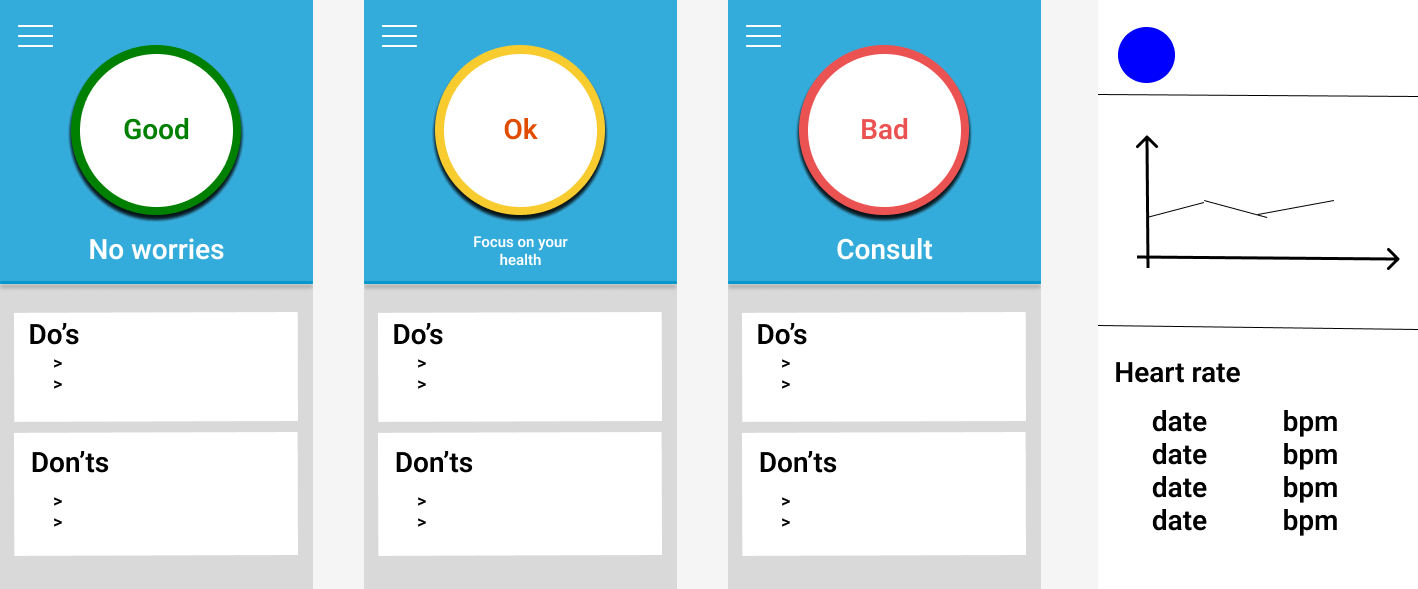 Good
No worries
Do’s
>
>
Don’ts
>
>
Ok
Focus on your
health
Do’s
>
>
Don’ts
>
>
Bad
Consult
Do’s
>
>
Don’ts
>
>
Heart rate
date bpm
date bpm
date bpm
date bpm